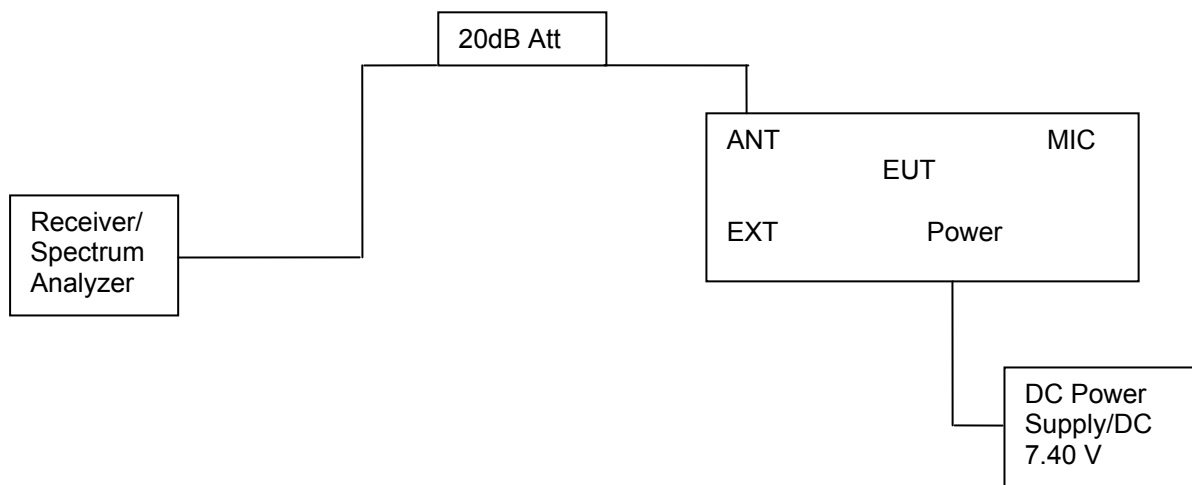 20dB Att
ANT MIC
EUT
EXT Power
Receiver/
Spectrum
Analyzer
DC Power
Supply/DC
7.40 V